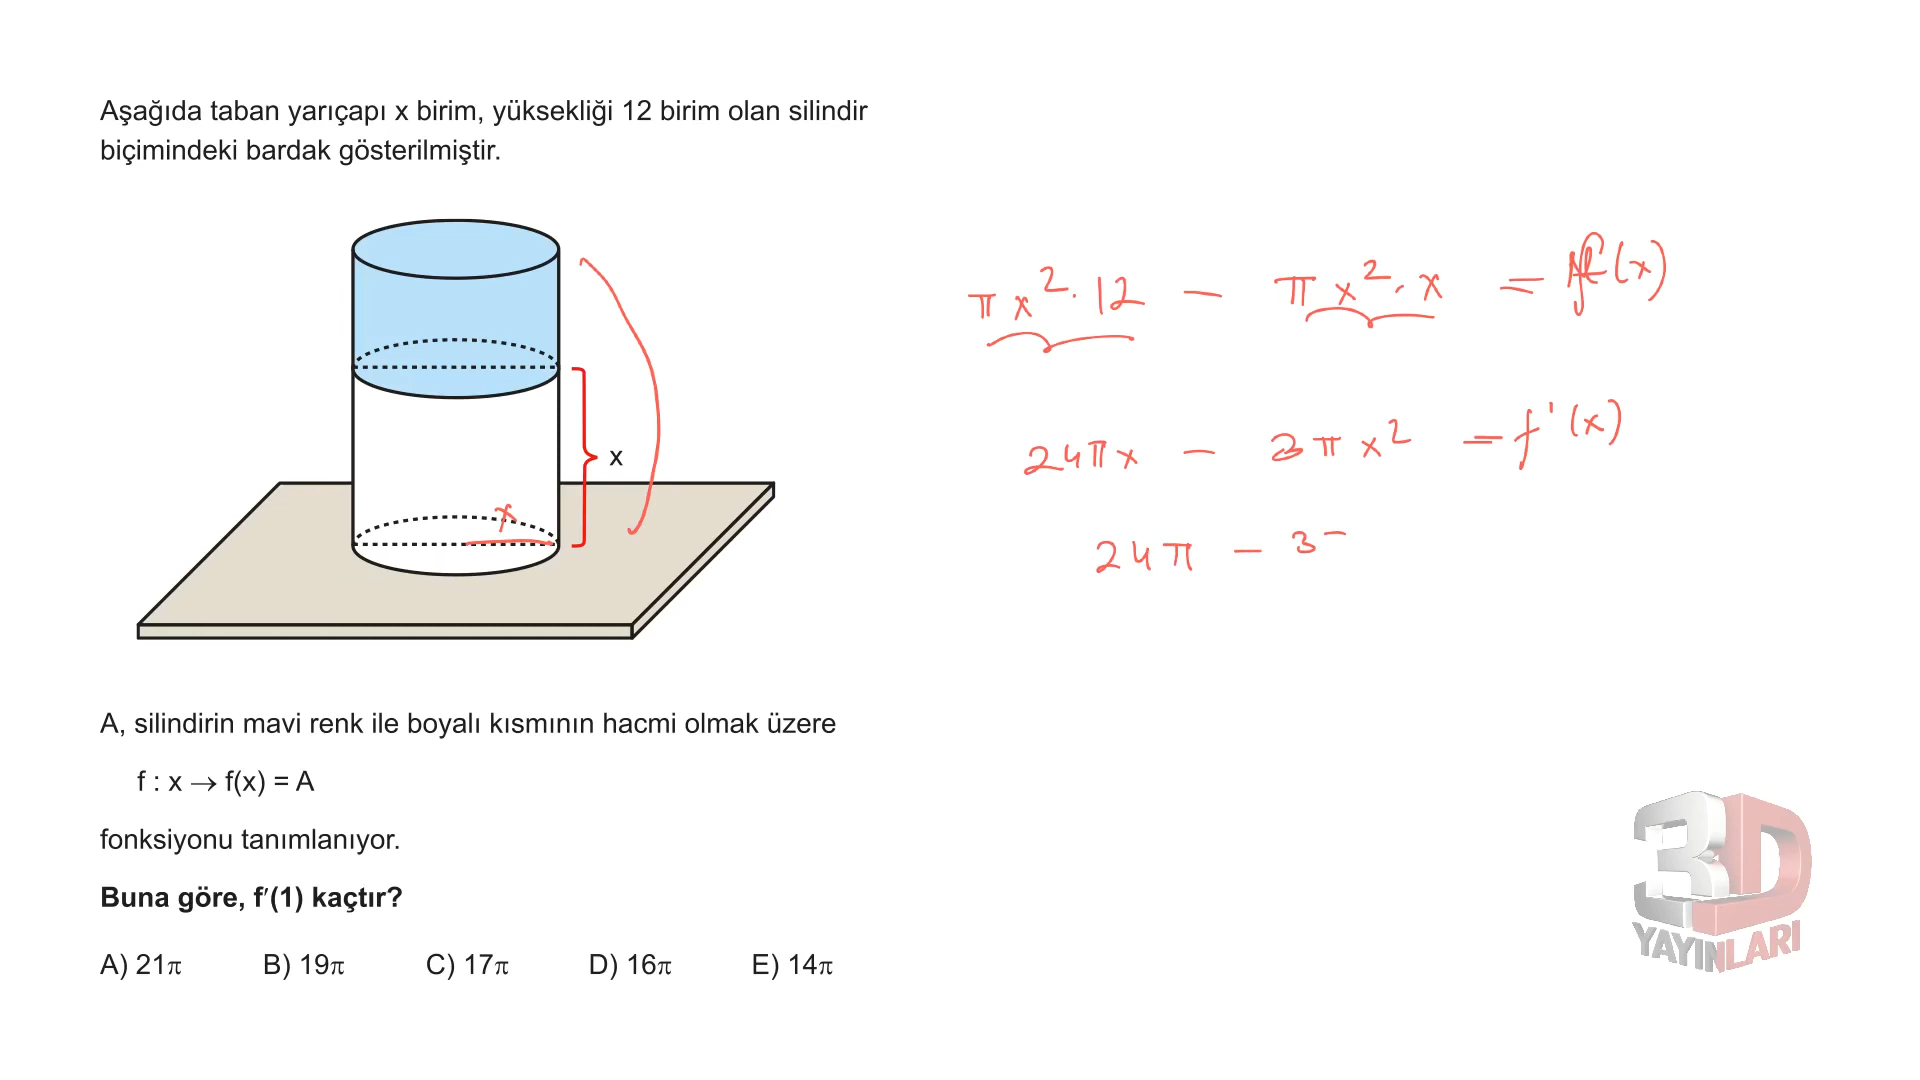 Aşağıda taban yarıçapı x birim, yüksekliği 12 birim olan silindir
biçimindeki bardak gösterilmiştir.
x
x
A, silindirin mavi renk ile boyalı kısmının hacmi olmak üzere
f : x → f(x) = A
fonksiyonu tanımlanıyor.
Buna göre, f′(1) kaçtır?
A) 21π B) 19π C) 17π D) 16π E) 14π
πx². 12 − πx². x = f(x)
24πx − 3πx² = f'(x)
24π − 3
3D
YAYINLARI